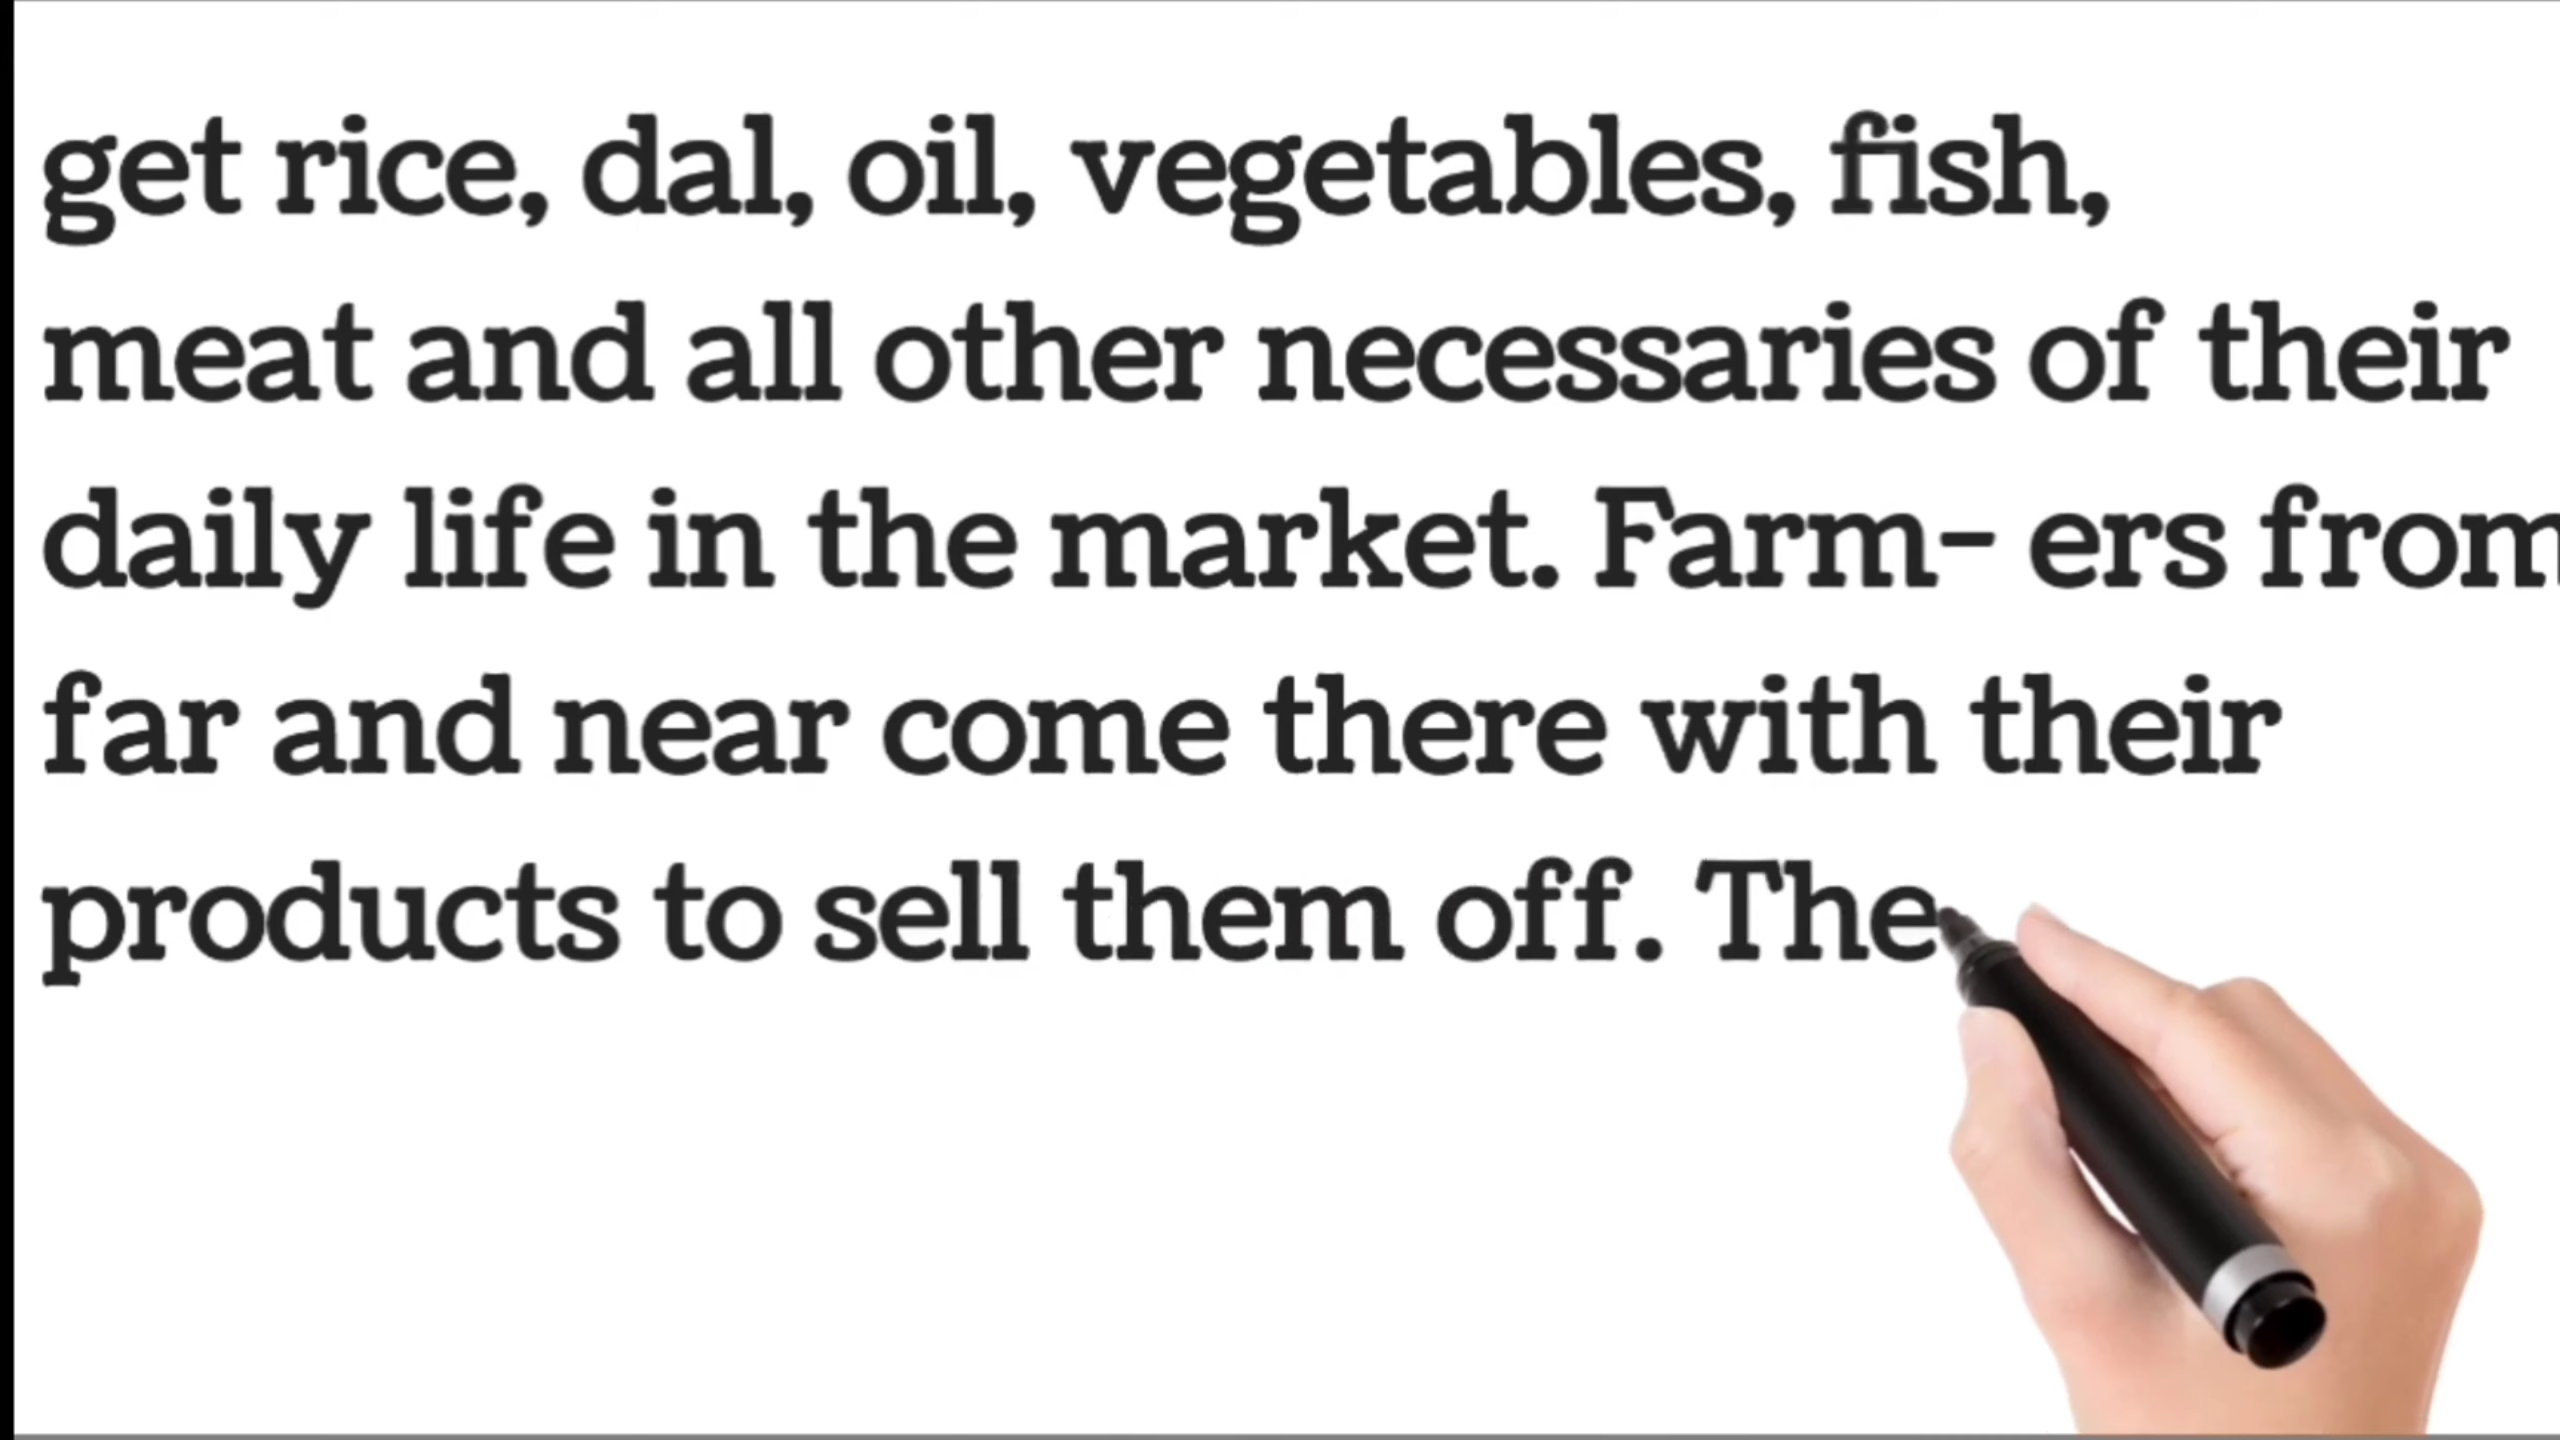 get rice, dal, oil, vegetables, fish,
meat and all other necessaries of their
daily life in the market. Farm- ers from
far and near come there with their
products to sell them off. The